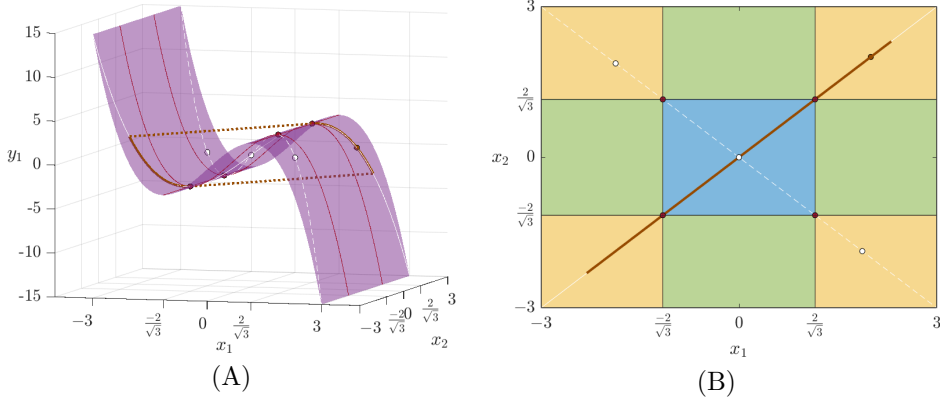 15
10
5
y₁ 0
-5
-10
-15
−3 −2/√3 0 2/√3 3
x₁
−3 −2/√3 0 2/√3 3
x₂
(A)
3
2/√3
x₂ 0
−2/√3
−3
−3 −2/√3 0 2/√3 3
x₁
(B)